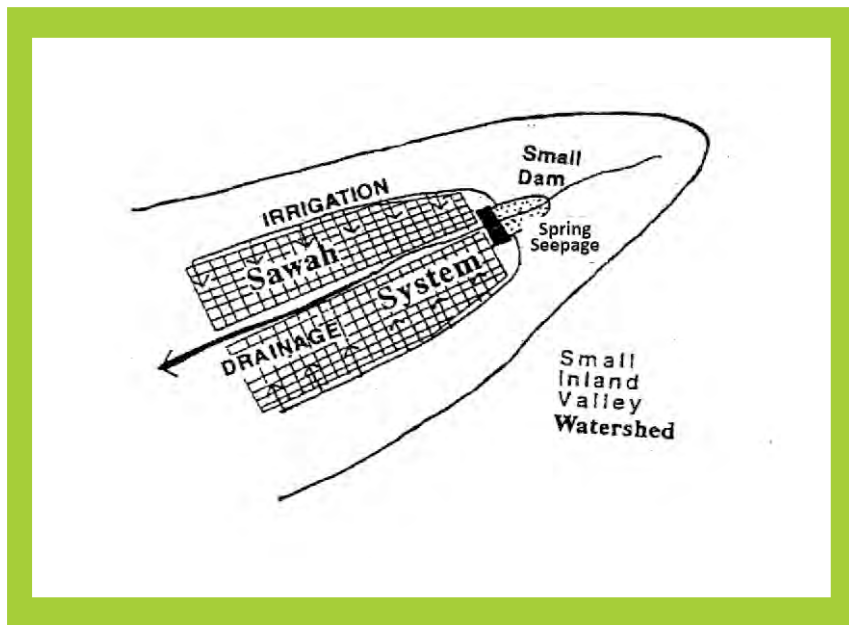 Small
Dam
IRRIGATION
Spring
Seepage
Sawah
System
DRAINAGE
Small
Inland
Valley
Watershed